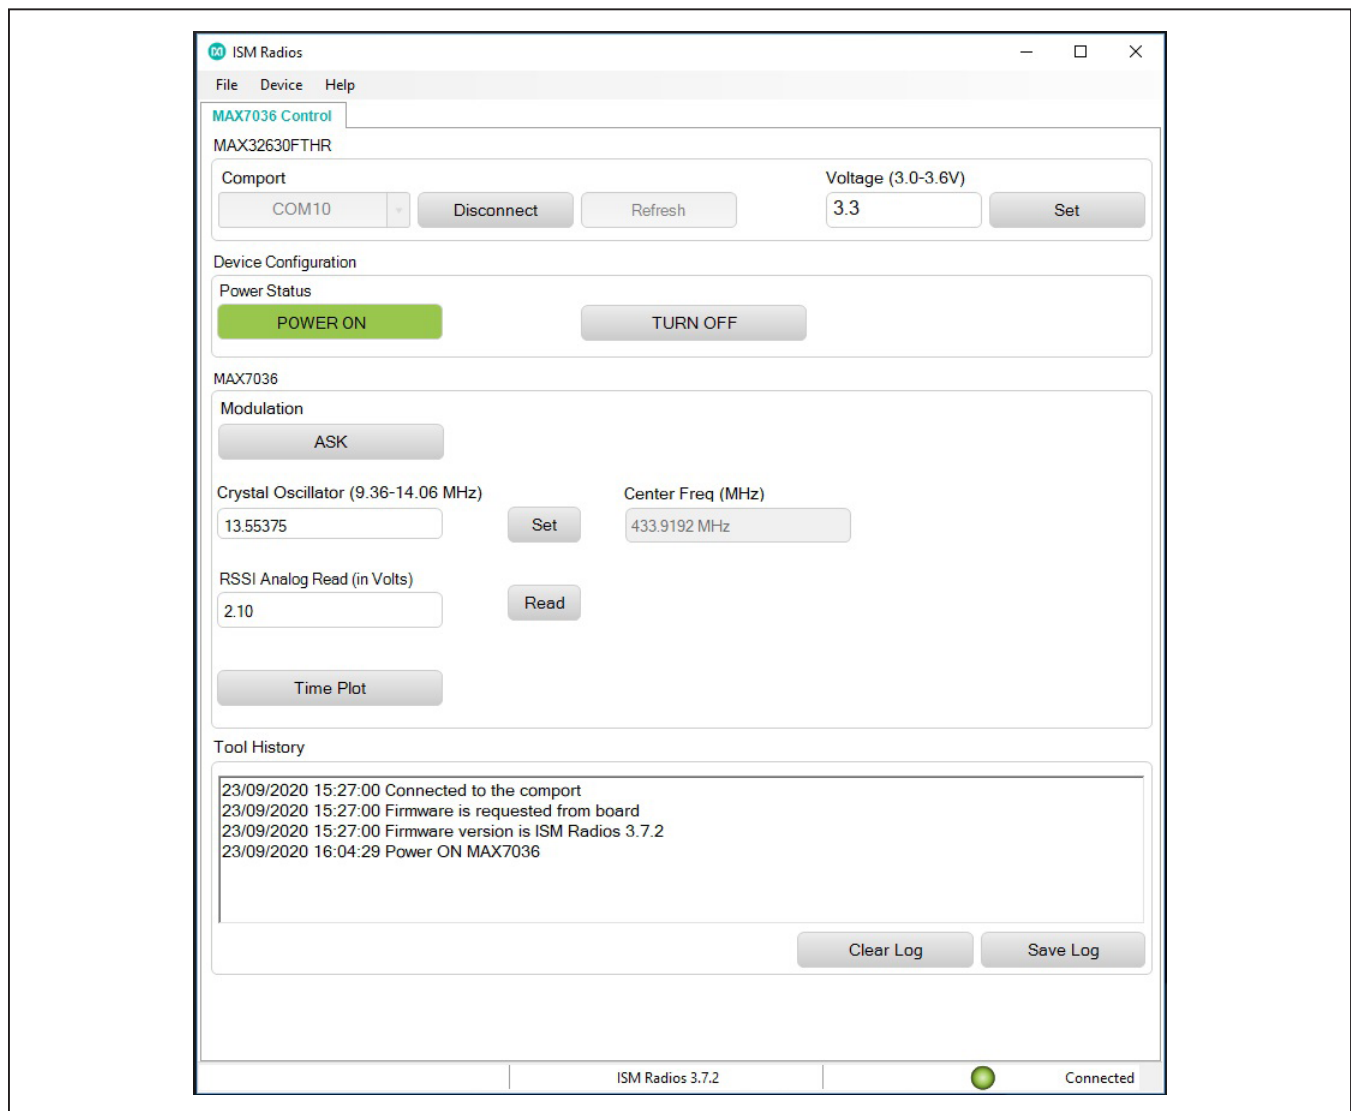 ISM Radios
File Device Help
MAX7036 Control
MAX32630FTHR
Comport Voltage (3.0-3.6V)
COM10 Disconnect Refresh 3.3 Set
Device Configuration
Power Status
POWER ON TURN OFF
MAX7036
Modulation
ASK
Crystal Oscillator (9.36-14.06 MHz) Center Freq (MHz)
13.55375 Set 433.9192 MHz
RSSI Analog Read (in Volts)
2.10 Read
Time Plot
Tool History
23/09/2020 15:27:00 Connected to the comport
23/09/2020 15:27:00 Firmware is requested from board
23/09/2020 15:27:00 Firmware version is ISM Radios 3.7.2
23/09/2020 16:04:29 Power ON MAX7036
Clear Log Save Log
ISM Radios 3.7.2 Connected